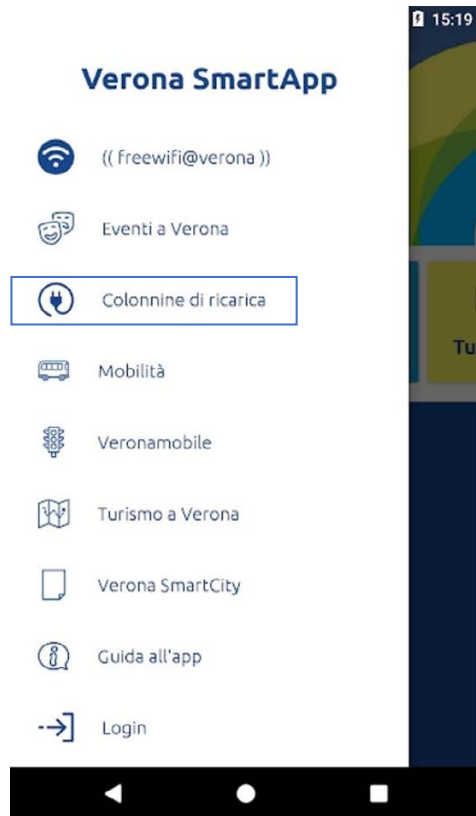 15:19
Verona SmartApp
(( freewifi@verona ))
Eventi a Verona
Colonnine di ricarica
Mobilità
Veronamobile
Turismo a Verona
Verona SmartCity
Guida all'app
Login
Tu